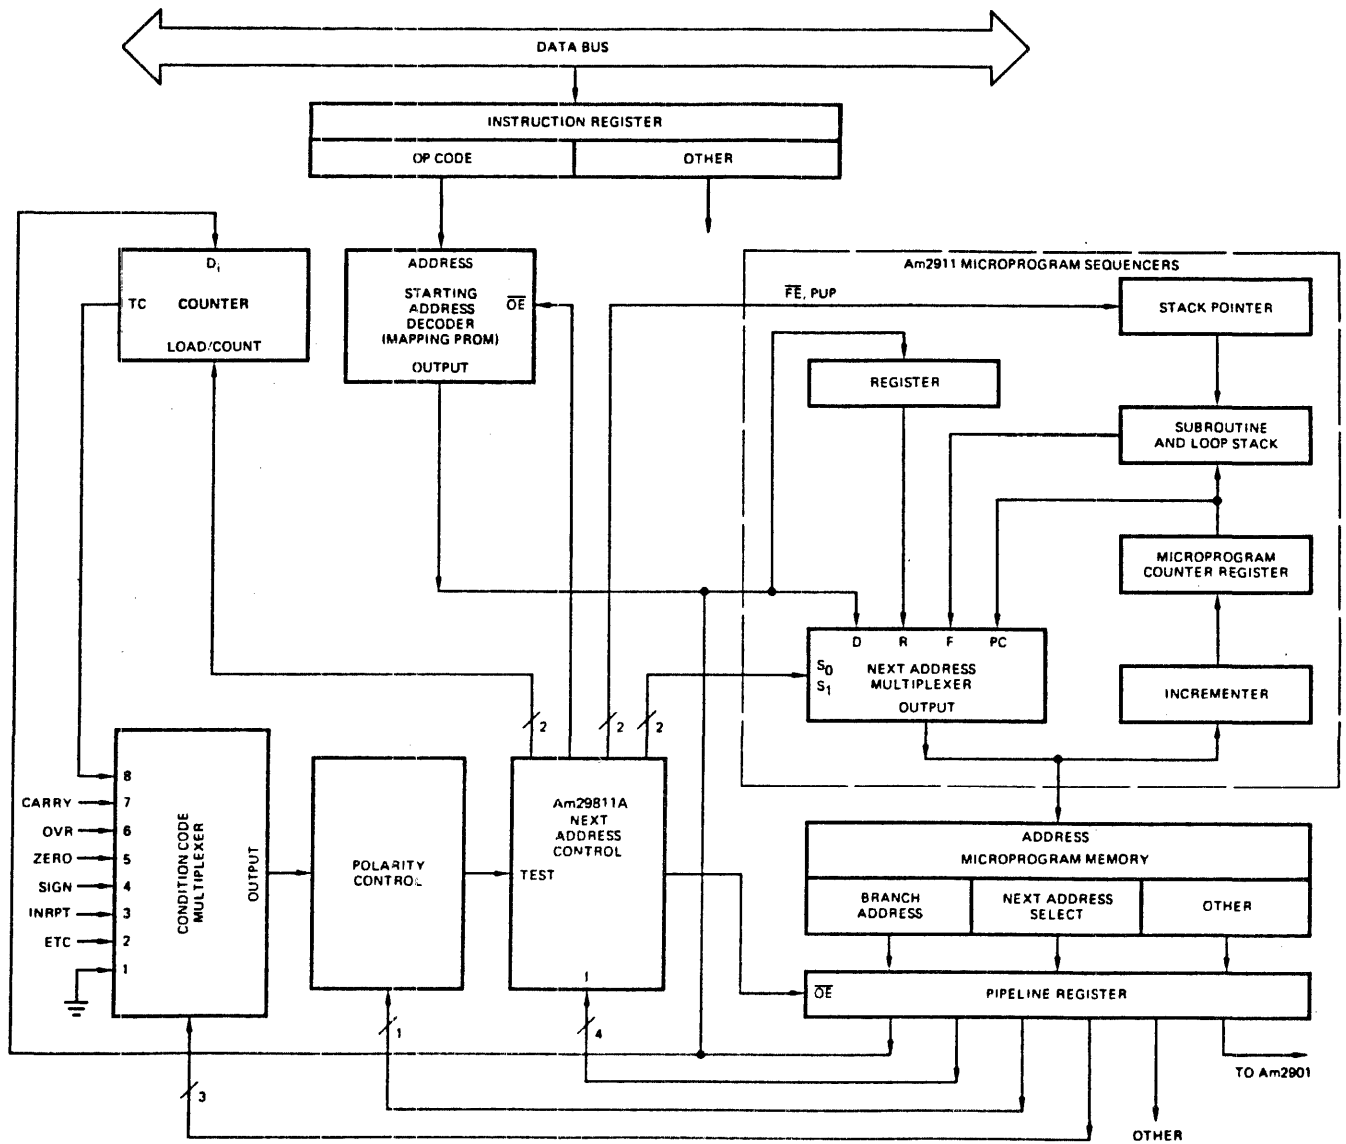 DATA BUS
INSTRUCTION REGISTER
OP CODE
OTHER
Di
TC
COUNTER
LOAD/COUNT
ADDRESS
STARTING
ADDRESS
DECODER
(MAPPING PROM)
OE
OUTPUT
Am2911 MICROPROGRAM SEQUENCERS
FE, PUP
STACK POINTER
REGISTER
SUBROUTINE
AND LOOP STACK
MICROPROGRAM
COUNTER REGISTER
D R F PC
S0
S1
NEXT ADDRESS
MULTIPLEXER
OUTPUT
INCREMENTER
2
2
2
8
CARRY 7
OVR 6
ZERO 5
SIGN 4
INRPT 3
ETC 2
1
CONDITION CODE
MULTIPLEXER
OUTPUT
POLARITY
CONTROL
Am29811A
NEXT
ADDRESS
CONTROL
TEST
I
ADDRESS
MICROPROGRAM MEMORY
BRANCH
ADDRESS
NEXT ADDRESS
SELECT
OTHER
OE
PIPELINE REGISTER
1
4
3
TO Am2901
OTHER